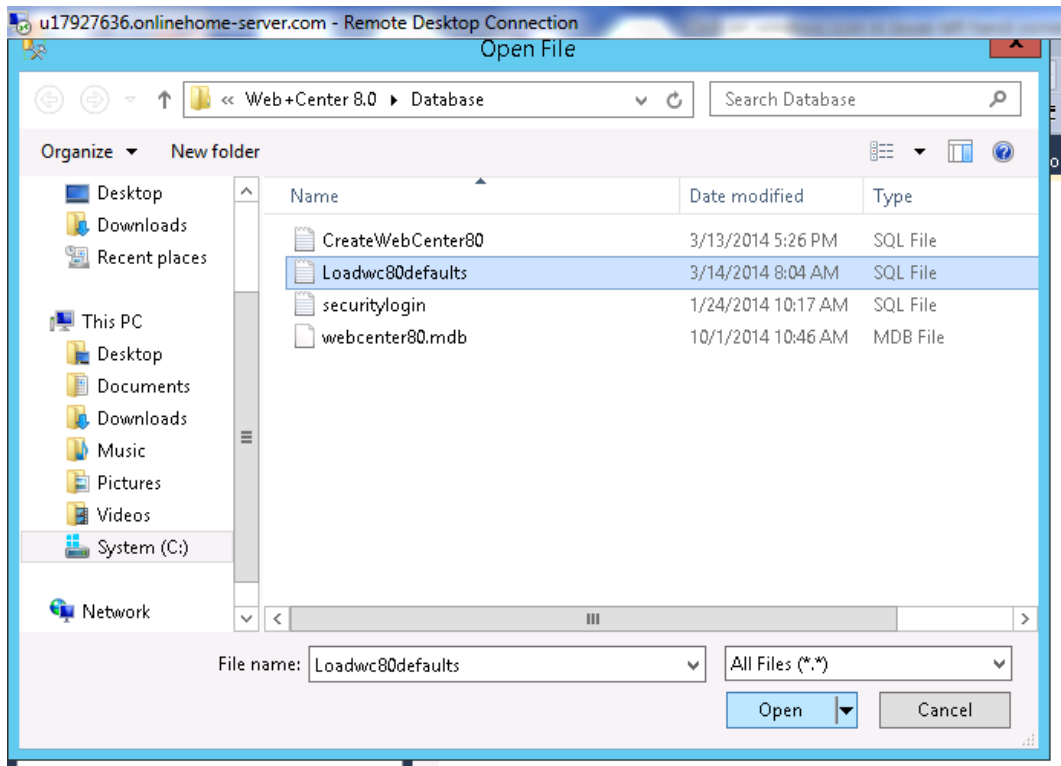 u17927636.onlinehome-server.com - Remote Desktop Connection
Open File
« Web+Center 8.0 Database
Search Database
Organize New folder
Desktop
Downloads
Recent places
This PC
Desktop
Documents
Downloads
Music
Pictures
Videos
System (C:)
Network
Name Date modified Type
CreateWebCenter80 3/13/2014 5:26 PM SQL File
Loadwc80defaults 3/14/2014 8:04 AM SQL File
securitylogin 1/24/2014 10:17 AM SQL File
webcenter80.mdb 10/1/2014 10:46 AM MDB File
File name: Loadwc80defaults All Files (*.*)
Open Cancel